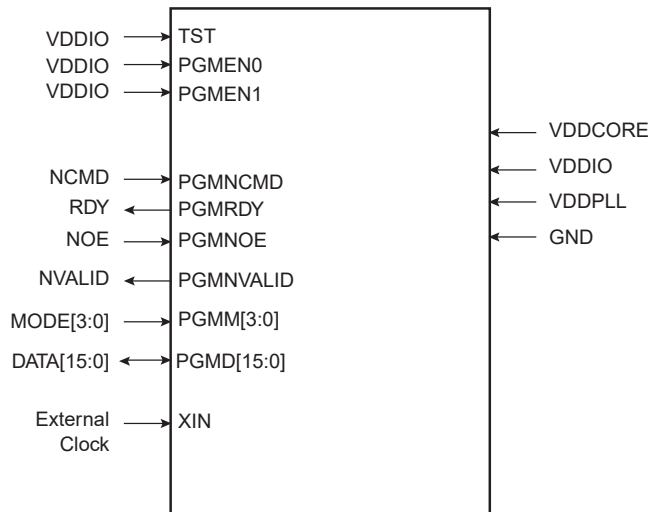 VDDIO TST
VDDIO PGMEN0
VDDIO PGMEN1
VDDCORE
VDDIO
NCMD PGMNCMD
VDDPLL
RDY PGMRDY
NOE PGMNOE
GND
NVALID PGMNVALID
MODE[3:0] PGMM[3:0]
DATA[15:0] PGMD[15:0]
External
Clock
XIN